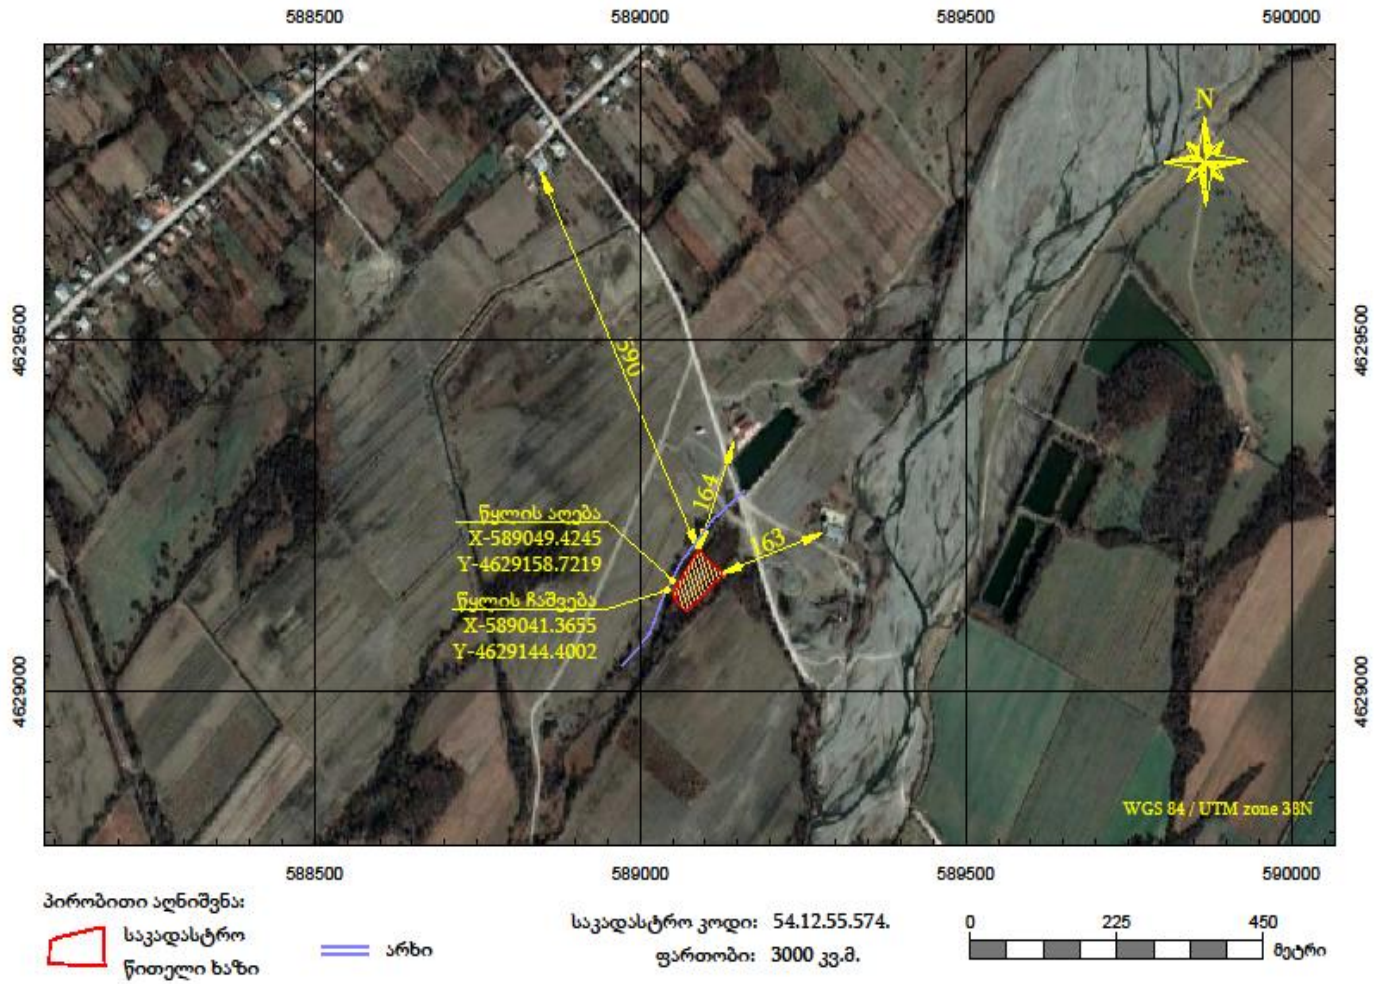 588500 589000 589500 590000
N
4629500 4629500
590
164
163
წყლის აღება
X-589049.4245
Y-4629158.7219
წყლის ჩაშვება
X-589041.3655
Y-4629144.4002
4629000 4629000
WGS 84 / UTM zone 38N
588500 589000 589500 590000
პირობითი აღნიშვნა:
საკადასტრო
წითელი ხაზი
არხი
საკადასტრო კოდი: 54.12.55.574.
ფართობი: 3000 კვ.მ.
0 225 450
მეტრი